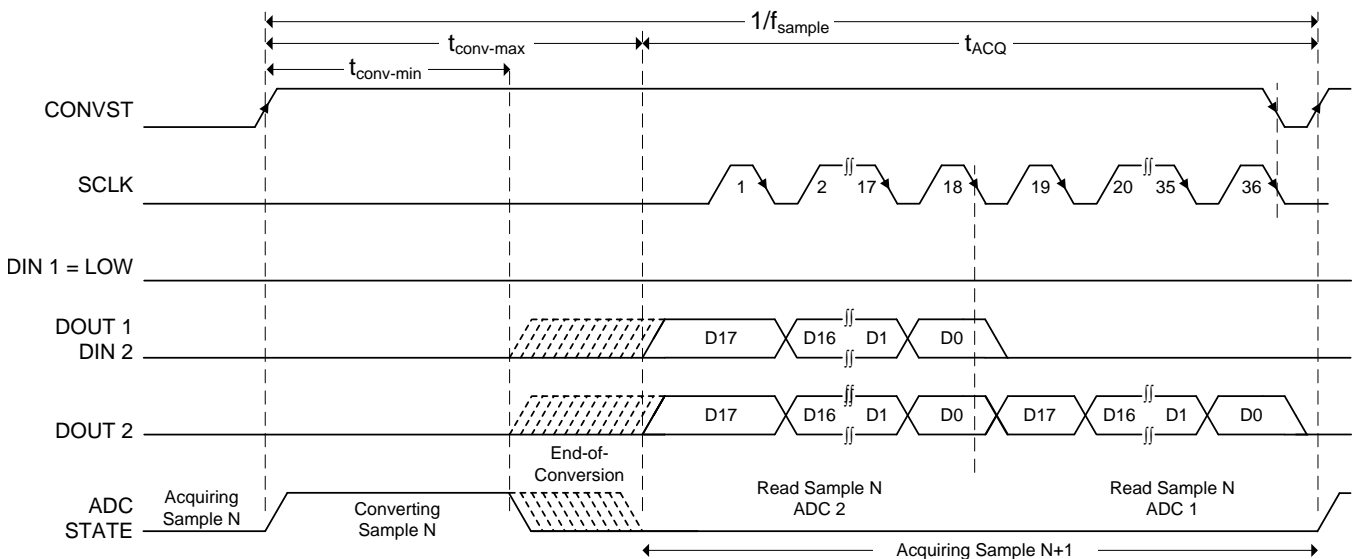 1/fsample
tconv-max
tACQ
tconv-min
CONVST
SCLK
1 2 ∫∫ 17 18 19 20 ∫∫ 35 36
DIN 1 = LOW
DOUT 1
DIN 2
D17 D16 ∫∫ D1 D0
∫∫
DOUT 2
D17 D16 ∫∫ D1 D0 D17 D16 ∫∫ D1 D0
∫∫ ∫∫
End-of-
Conversion
ADC
STATE
Acquiring
Sample N
Converting
Sample N
Read Sample N
ADC 2
Read Sample N
ADC 1
Acquiring Sample N+1